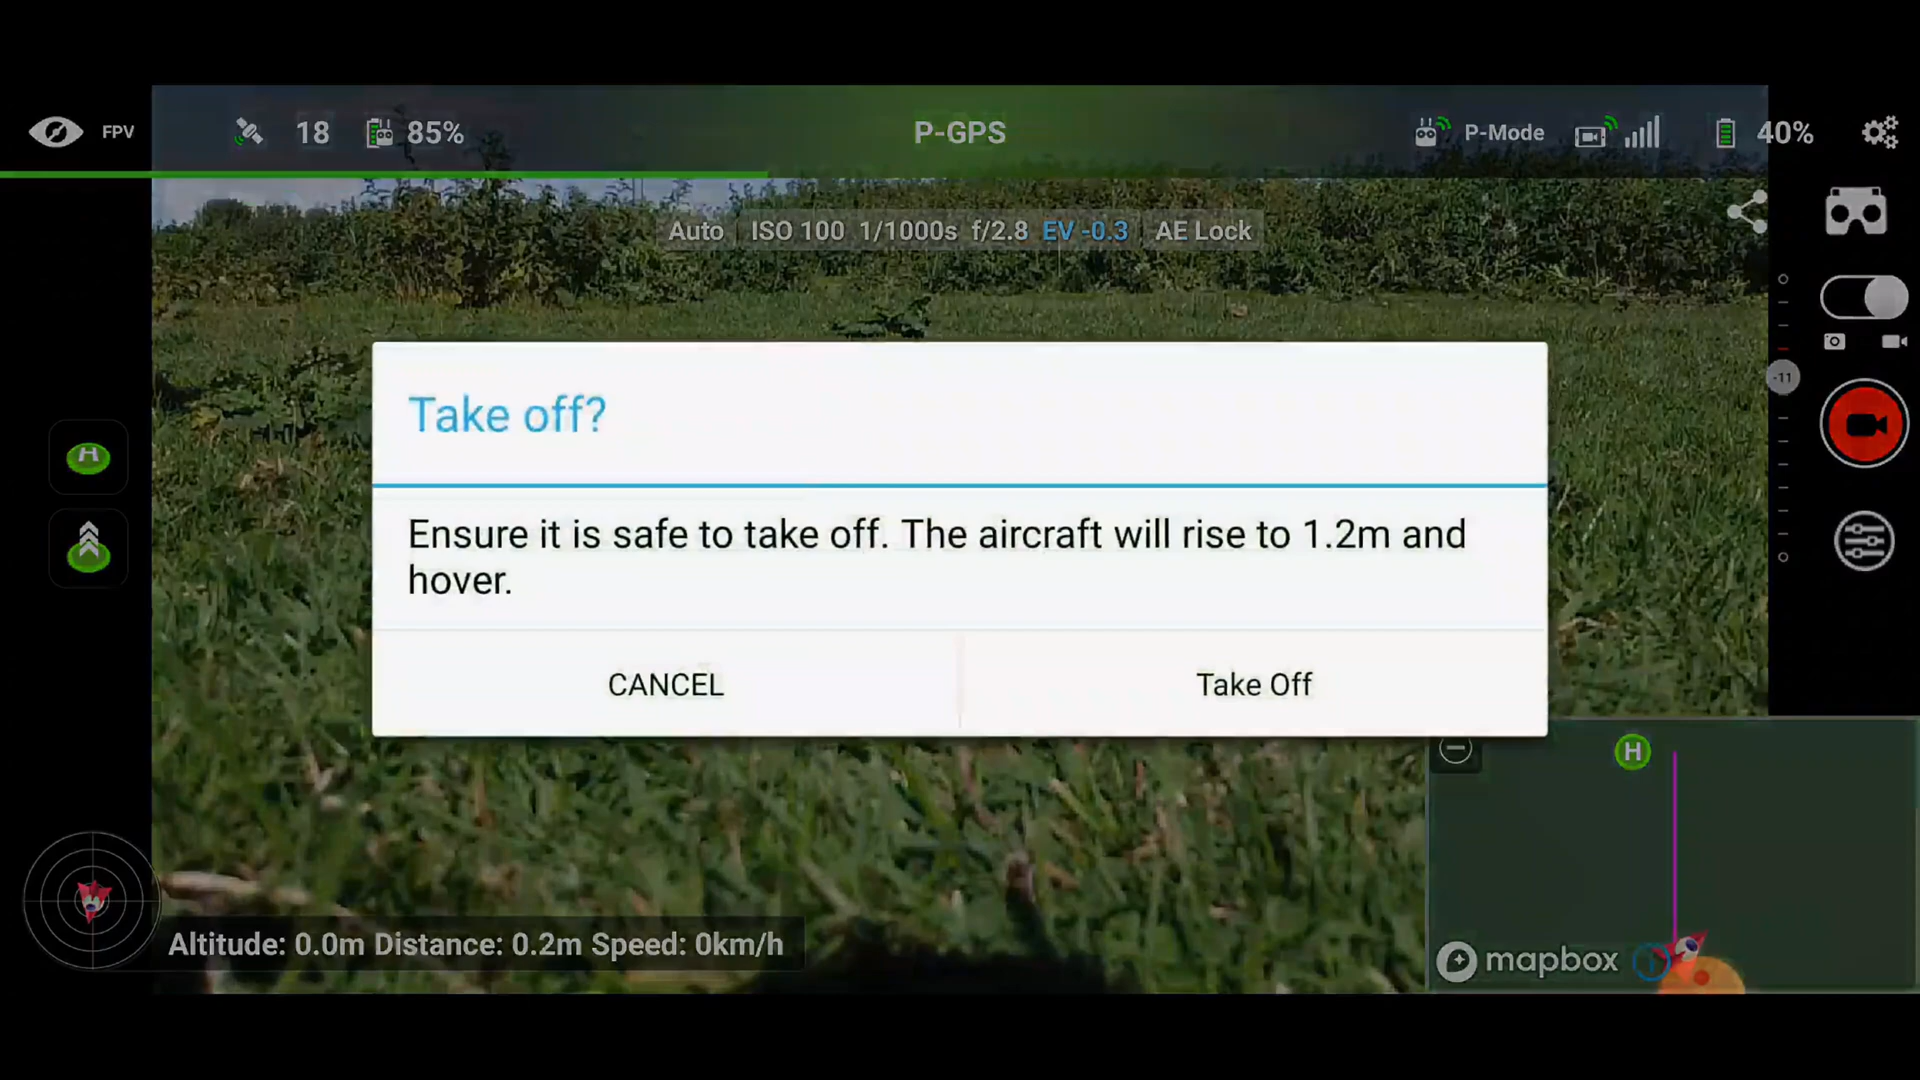 FPV
18
85%
P-GPS
P-Mode
40%
Auto ISO 100 1/1000s f/2.8 EV -0.3 AE Lock
-11
Take off?
Ensure it is safe to take off. The aircraft will rise to 1.2m and
hover.
CANCEL
Take Off
H
H
Altitude: 0.0m Distance: 0.2m Speed: 0km/h
mapbox